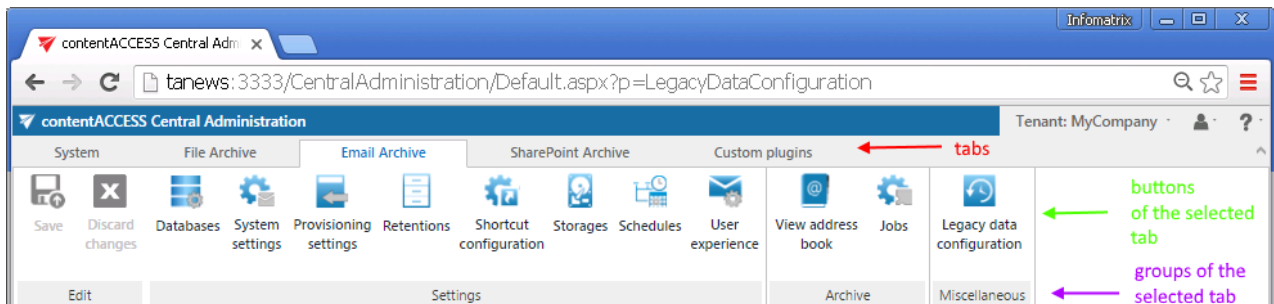 Infomatrix
contentACCESS Central Adm
tanews:3333/CentralAdministration/Default.aspx?p=LegacyDataConfiguration
contentACCESS Central Administration
Tenant: MyCompany
?
System
File Archive
Email Archive
SharePoint Archive
Custom plugins
tabs
Save
Discard
changes
Databases
System
settings
Provisioning
settings
Retentions
Shortcut
configuration
Storages
Schedules
User
experience
View address
book
Jobs
Legacy data
configuration
buttons
of the selected
tab
Edit
Settings
Archive
Miscellaneous
groups of the
selected tab